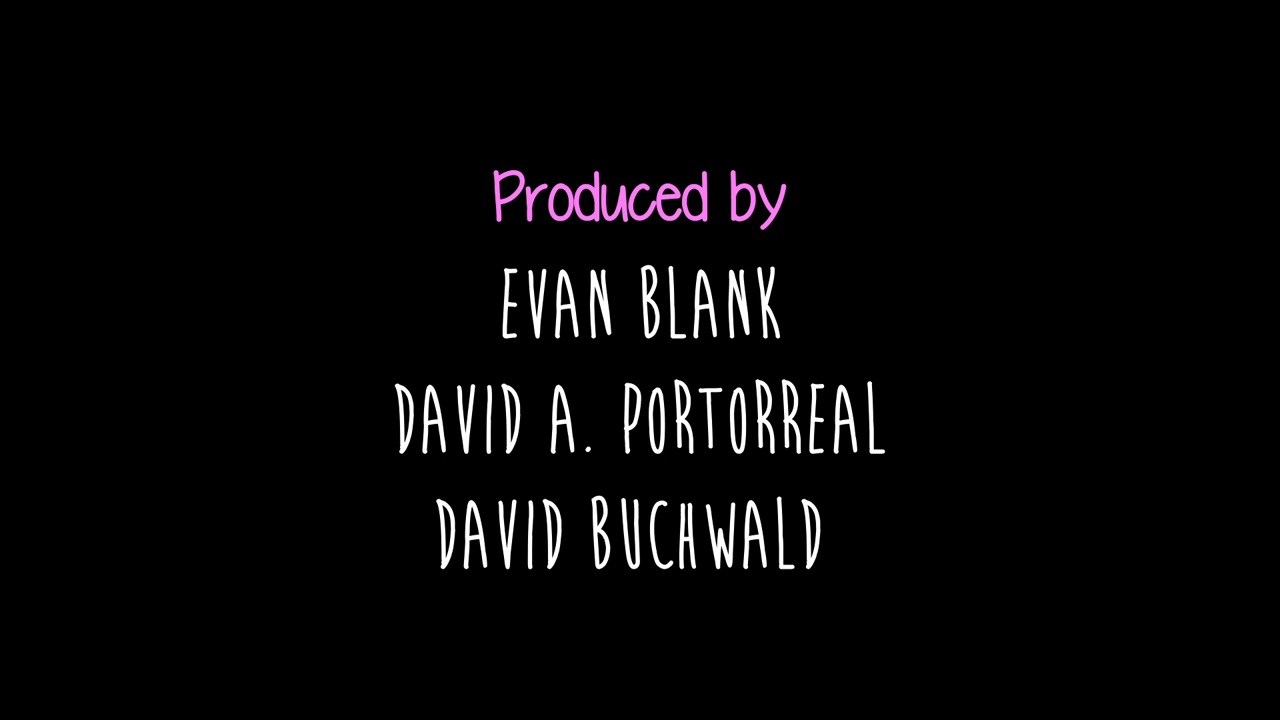 Produced by
EVAN BLANK
DAVID A. PORTORREAL
DAVID BUCHWALD